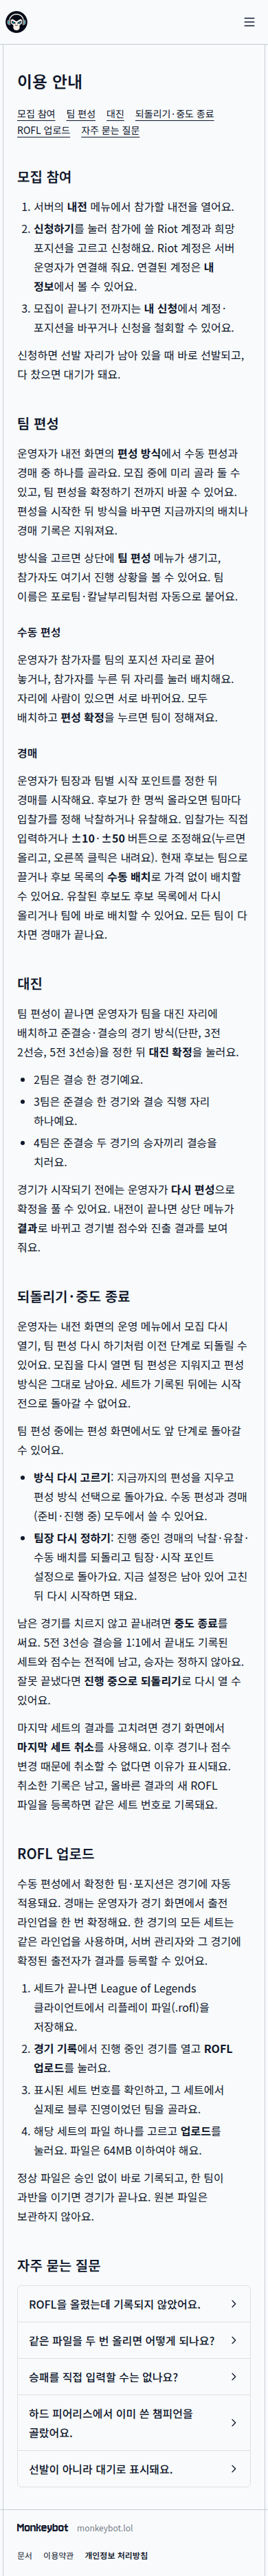 이용 안내
모집 참여 팀 편성 대진 되돌리기·중도 종료
ROFL 업로드 자주 묻는 질문
모집 참여
1. 서버의 내전 메뉴에서 참가할 내전을 열어요.
2. 신청하기를 눌러 참가에 쓸 Riot 계정과 희망
포지션을 고르고 신청해요. Riot 계정은 서버
운영자가 연결해 줘요. 연결된 계정은 내
정보에서 볼 수 있어요.
3. 모집이 끝나기 전까지는 내 신청에서 계정·
포지션을 바꾸거나 신청을 철회할 수 있어요.
신청하면 선발 자리가 남아 있을 때 바로 선발되고,
다 찼으면 대기가 돼요.
팀 편성
운영자가 내전 화면의 편성 방식에서 수동 편성과
경매 중 하나를 골라요. 모집 중에 미리 골라 둘 수
있고, 팀 편성을 확정하기 전까지 바꿀 수 있어요.
편성을 시작한 뒤 방식을 바꾸면 지금까지의 배치나
경매 기록은 지워져요.
방식을 고르면 상단에 팀 편성 메뉴가 생기고,
참가자도 여기서 진행 상황을 볼 수 있어요. 팀
이름은 포로팀·칼날부리팀처럼 자동으로 붙어요.
수동 편성
운영자가 참가자를 팀의 포지션 자리로 끌어
놓거나, 참가자를 누른 뒤 자리를 눌러 배치해요.
자리에 사람이 있으면 서로 바뀌어요. 모두
배치하고 편성 확정을 누르면 팀이 정해져요.
경매
운영자가 팀장과 팀별 시작 포인트를 정한 뒤
경매를 시작해요. 후보가 한 명씩 올라오면 팀마다
입찰가를 정해 낙찰하거나 유찰해요. 입찰가는 직접
입력하거나 ±10·±50 버튼으로 조정해요(누르면
올리고, 오른쪽 클릭은 내려요). 현재 후보는 팀으로
끌거나 후보 목록의 수동 배치로 가격 없이 배치할
수 있어요. 유찰된 후보도 후보 목록에서 다시
올리거나 팀에 바로 배치할 수 있어요. 모든 팀이 다
차면 경매가 끝나요.
대진
팀 편성이 끝나면 운영자가 팀을 대진 자리에
배치하고 준결승·결승의 경기 방식(단판, 3전
2선승, 5전 3선승)을 정한 뒤 대진 확정을 눌러요.
• 2팀은 결승 한 경기예요.
• 3팀은 준결승 한 경기와 결승 직행 자리
하나예요.
• 4팀은 준결승 두 경기의 승자끼리 결승을
치러요.
경기가 시작되기 전에는 운영자가 다시 편성으로
확정을 풀 수 있어요. 내전이 끝나면 상단 메뉴가
결과로 바뀌고 경기별 점수와 진출 결과를 보여
줘요.
되돌리기·중도 종료
운영자는 내전 화면의 운영 메뉴에서 모집 다시
열기, 팀 편성 다시 하기처럼 이전 단계로 되돌릴 수
있어요. 모집을 다시 열면 팀 편성은 지워지고 편성
방식은 그대로 남아요. 세트가 기록된 뒤에는 시작
전으로 돌아갈 수 없어요.
팀 편성 중에는 편성 화면에서도 앞 단계로 돌아갈
수 있어요.
• 방식 다시 고르기: 지금까지의 편성을 지우고
편성 방식 선택으로 돌아가요. 수동 편성과 경매
(준비·진행 중) 모두에서 쓸 수 있어요.
• 팀장 다시 정하기: 진행 중인 경매의 낙찰·유찰·
수동 배치를 되돌리고 팀장·시작 포인트
설정으로 돌아가요. 지금 설정은 남아 있어 고친
뒤 다시 시작하면 돼요.
남은 경기를 치르지 않고 끝내려면 중도 종료를
써요. 5전 3선승 결승을 1:1에서 끝내도 기록된
세트와 점수는 전적에 남고, 승자는 정하지 않아요.
잘못 끝냈다면 진행 중으로 되돌리기로 다시 열 수
있어요.
마지막 세트의 결과를 고치려면 경기 화면에서
마지막 세트 취소를 사용해요. 이후 경기나 점수
변경 때문에 취소할 수 없다면 이유가 표시돼요.
취소한 기록은 남고, 올바른 결과의 새 ROFL
파일을 등록하면 같은 세트 번호로 기록돼요.
ROFL 업로드
수동 편성에서 확정한 팀·포지션은 경기에 자동
적용돼요. 경매는 운영자가 경기 화면에서 출전
라인업을 한 번 확정해요. 한 경기의 모든 세트는
같은 라인업을 사용하며, 서버 관리자와 그 경기에
확정된 출전자가 결과를 등록할 수 있어요.
1. 세트가 끝나면 League of Legends
클라이언트에서 리플레이 파일(.rofl)을
저장해요.
2. 경기 기록에서 진행 중인 경기를 열고 ROFL
업로드를 눌러요.
3. 표시된 세트 번호를 확인하고, 그 세트에서
실제로 블루 진영이었던 팀을 골라요.
4. 해당 세트의 파일 하나를 고르고 업로드를
눌러요. 파일은 64MB 이하여야 해요.
정상 파일은 승인 없이 바로 기록되고, 한 팀이
과반을 이기면 경기가 끝나요. 원본 파일은
보관하지 않아요.
자주 묻는 질문
ROFL을 올렸는데 기록되지 않았어요.
같은 파일을 두 번 올리면 어떻게 되나요?
승패를 직접 입력할 수는 없나요?
하드 피어리스에서 이미 쓴 챔피언을
골랐어요.
선발이 아니라 대기로 표시돼요.
Monkeybot monkeybot.lol
문서 이용약관 개인정보 처리방침